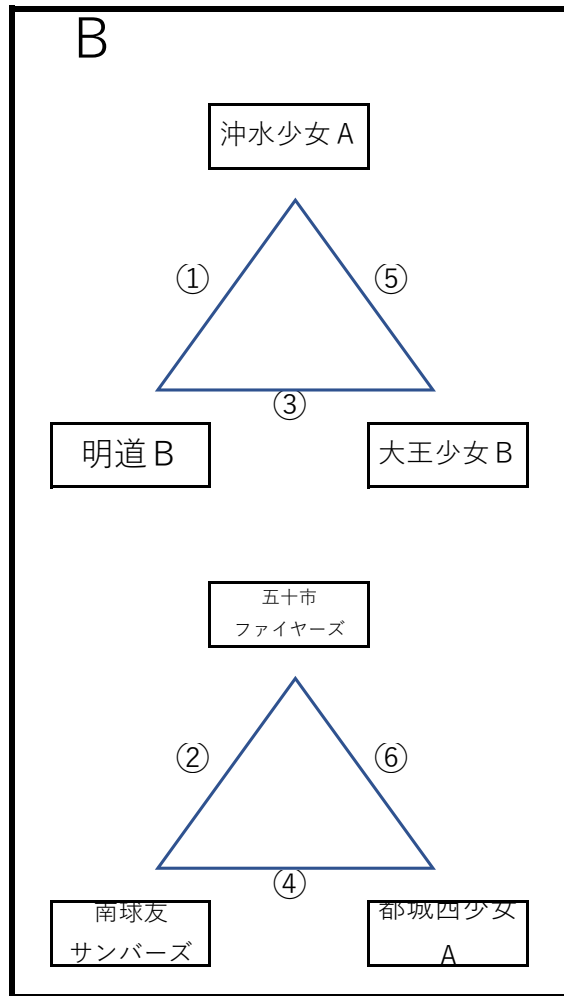 B
沖水少女A
① ⑤
③
明道B 大王少女B
五十市
ファイヤーズ
② ⑥
④
南球友 都城西少女
サンバーズ A